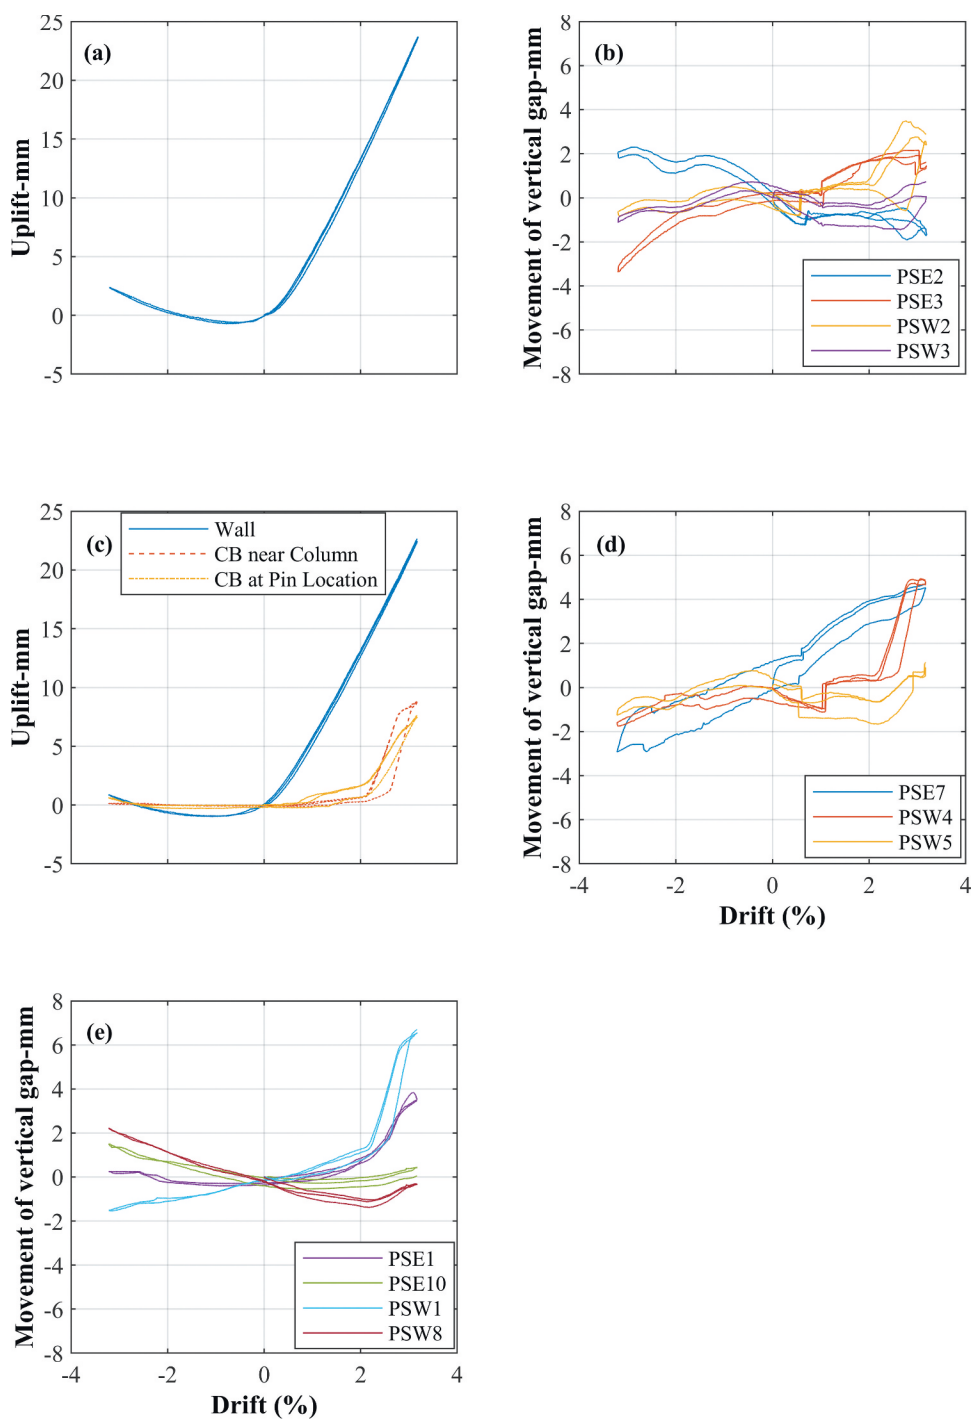 (a)
Uplift-mm
25
20
15
10
5
0
-5
(b)
Movement of vertical gap-mm
8
6
4
2
0
-2
-4
-6
-8
PSE2
PSE3
PSW2
PSW3
(c)
Uplift-mm
25
20
15
10
5
0
-5
Wall
CB near Column
CB at Pin Location
(d)
Movement of vertical gap-mm
8
6
4
2
0
-2
-4
-6
-8
PSE7
PSW4
PSW5
-4 -2 0 2 4
Drift (%)
(e)
Movement of vertical gap-mm
8
6
4
2
0
-2
-4
-6
-8
PSE1
PSE10
PSW1
PSW8
-4 -2 0 2 4
Drift (%)